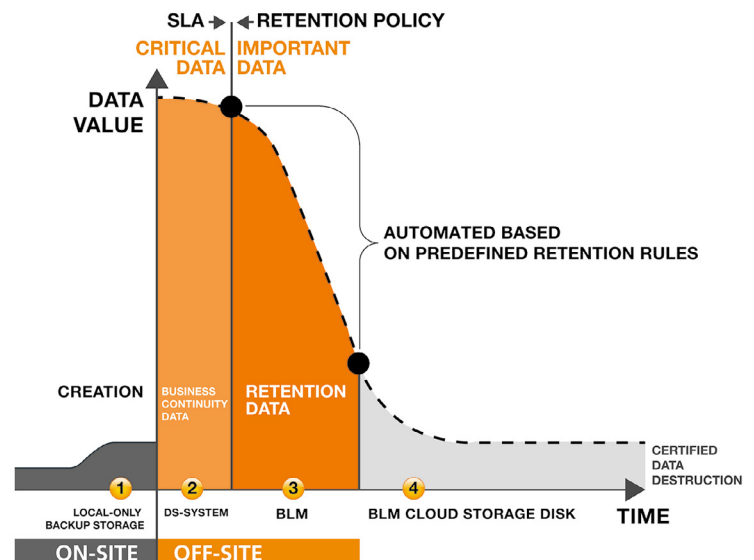 SLA RETENTION POLICY
CRITICAL DATA
IMPORTANT DATA
DATA VALUE
AUTOMATED BASED
ON PREDEFINED RETENTION RULES
CREATION
BUSINESS
CONTINUITY
DATA
RETENTION
DATA
CERTIFIED
DATA
DESTRUCTION
1
2
3
4
LOCAL-ONLY
BACKUP STORAGE
DS-SYSTEM
BLM
BLM CLOUD STORAGE DISK
TIME
ON-SITE
OFF-SITE